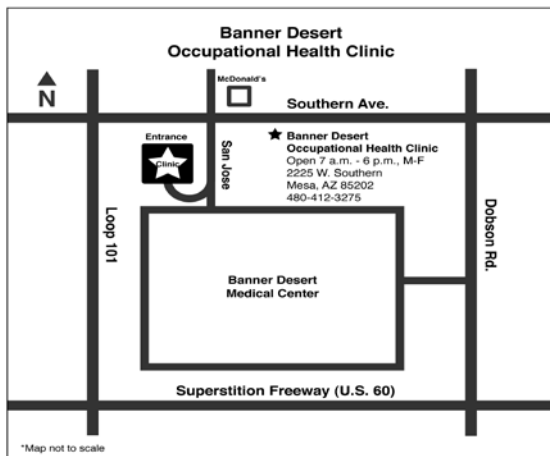 Banner Desert
Occupational Health Clinic
McDonald's
N
Southern Ave.
Entrance
Clinic
San Jose
Banner Desert
Occupational Health Clinic
Open 7 a.m. - 6 p.m., M-F
2225 W. Southern
Mesa, AZ 85202
480-412-3275
Loop 101
Dobson Rd.
Banner Desert
Medical Center
Superstition Freeway (U.S. 60)
*Map not to scale